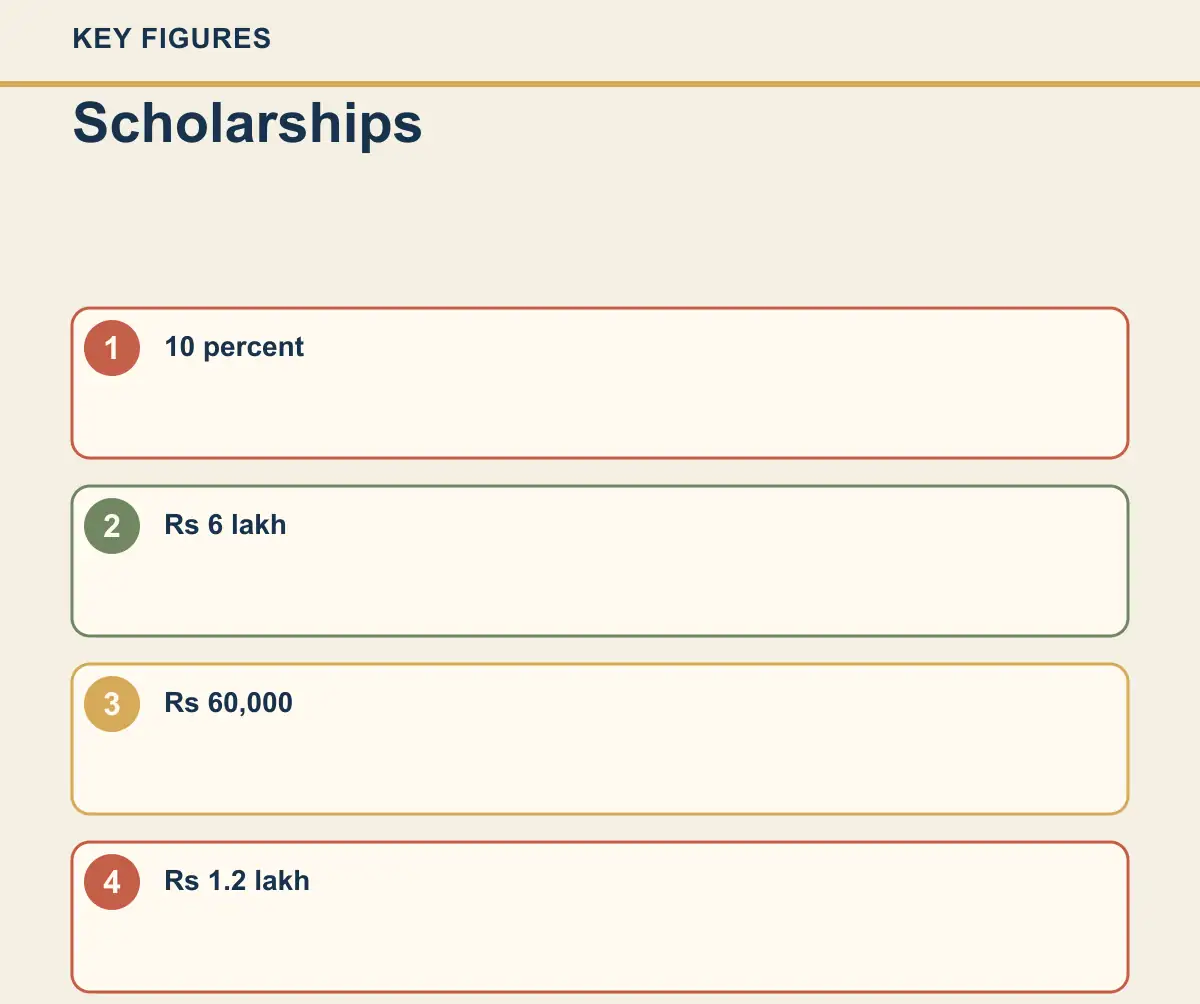 KEY FIGURES
Scholarships
1 10 percent
2 Rs 6 lakh
3 Rs 60,000
4 Rs 1.2 lakh